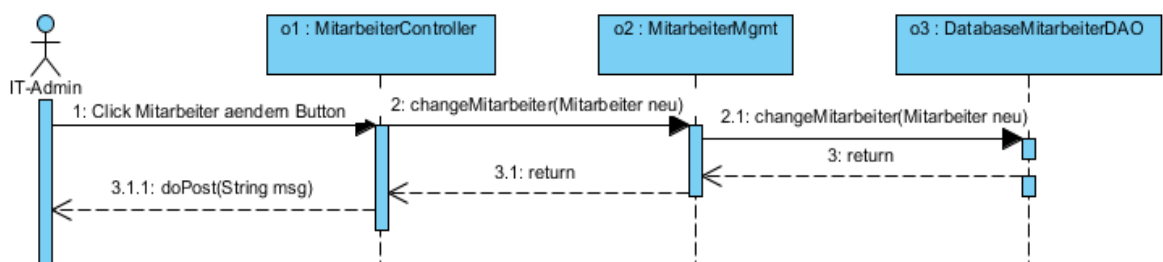 o1 : MitarbeiterController
o2 : MitarbeiterMgmt
o3 : DatabaseMitarbeiterDAO
IT-Admin
1: Click Mitarbeiter aendern Button
2: changeMitarbeiter(Mitarbeiter neu)
2.1: changeMitarbeiter(Mitarbeiter neu)
3: return
3.1: return
3.1.1: doPost(String msg)